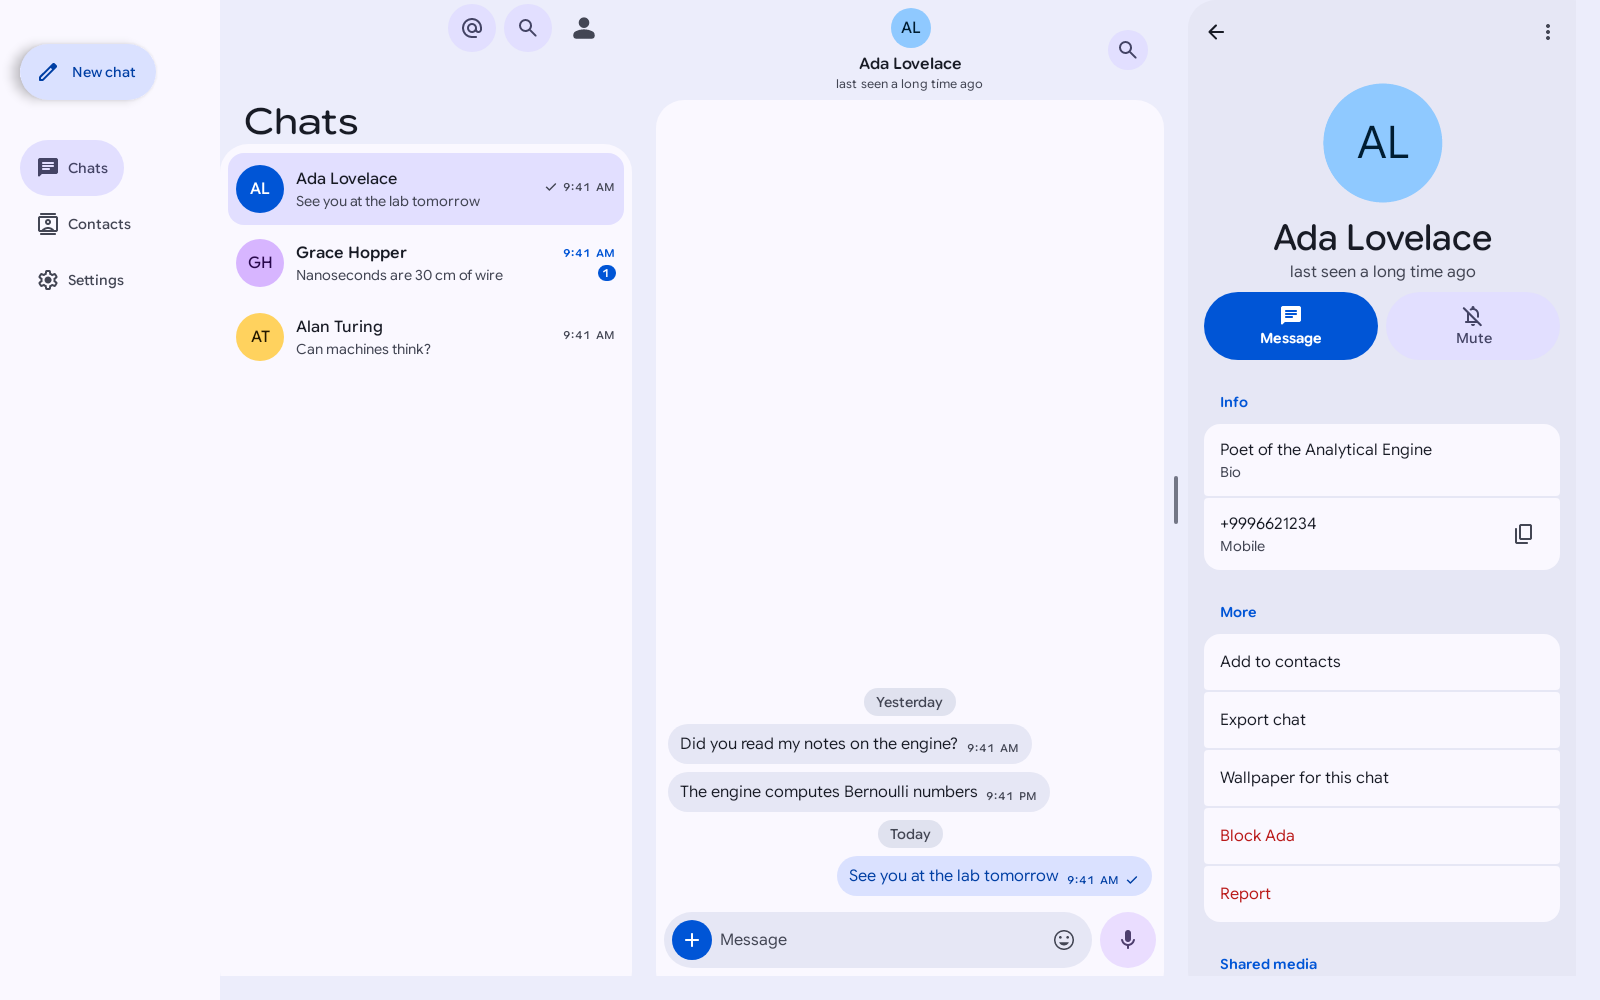 New chat
Chats
Contacts
Settings
Chats
AL
Ada Lovelace
9:41 AM
See you at the lab tomorrow
GH
Grace Hopper
9:41 AM
Nanoseconds are 30 cm of wire
1
AT
Alan Turing
9:41 AM
Can machines think?
AL
Ada Lovelace
last seen a long time ago
Yesterday
Did you read my notes on the engine? 9:41 AM
The engine computes Bernoulli numbers 9:41 PM
Today
See you at the lab tomorrow 9:41 AM
Message
AL
Ada Lovelace
last seen a long time ago
Message
Mute
Info
Poet of the Analytical Engine
Bio
+9996621234
Mobile
More
Add to contacts
Export chat
Wallpaper for this chat
Block Ada
Report
Shared media